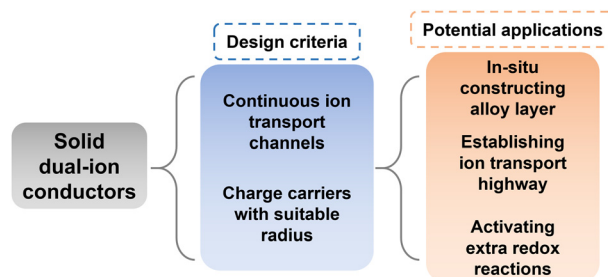 Design criteria
Potential applications
Solid
dual-ion
conductors
Continuous ion
transport
channels
Charge carriers
with suitable
radius
In-situ
constructing
alloy layer
Establishing
ion transport
highway
Activating
extra redox
reactions